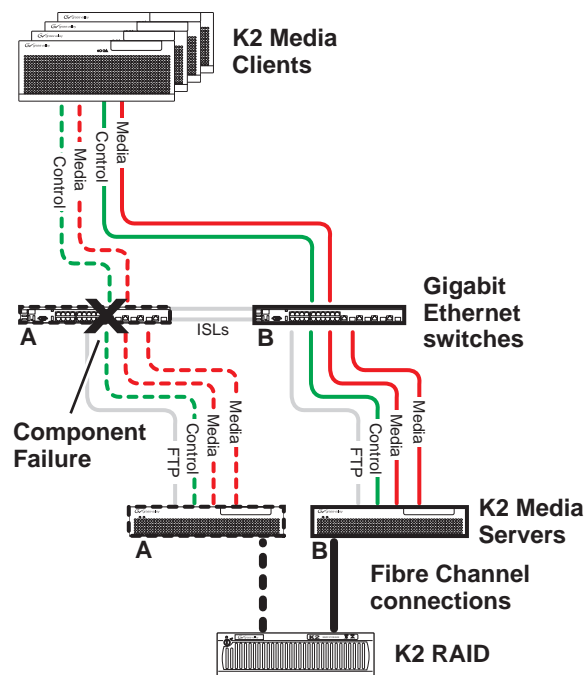 K2 Media
Clients
Control
Media
Control
Media
Gigabit
Ethernet
switches
A
ISLs
B
Component
Failure
FTP
Control
Media
Media
FTP
Control
Media
Media
A
B
K2 Media
Servers
Fibre Channel
connections
K2
K2 RAID